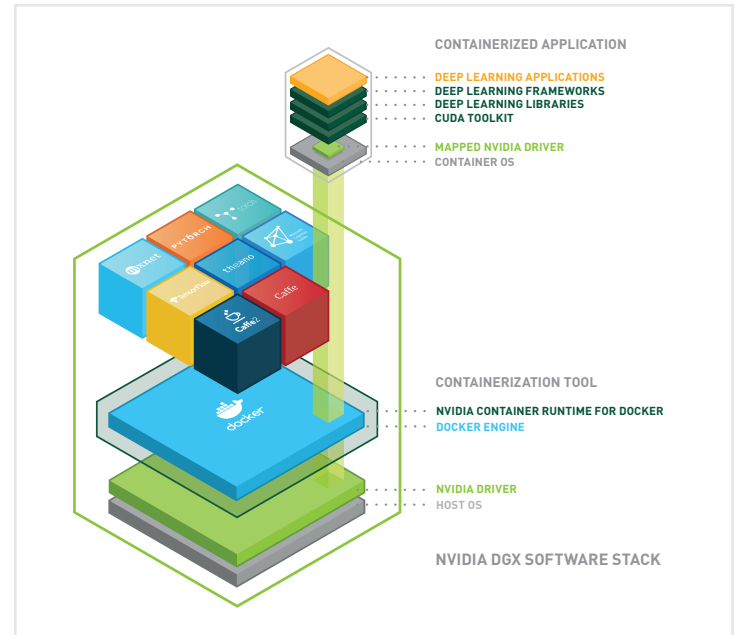 CONTAINERIZED APPLICATION
DEEP LEARNING APPLICATIONS
DEEP LEARNING FRAMEWORKS
DEEP LEARNING LIBRARIES
CUDA TOOLKIT
MAPPED NVIDIA DRIVER
CONTAINER OS
torch
PYTORCH
mxnet
theano
TensorFlow
Caffe
Caffe2
docker
CONTAINERIZATION TOOL
NVIDIA CONTAINER RUNTIME FOR DOCKER
DOCKER ENGINE
NVIDIA DRIVER
HOST OS
NVIDIA DGX SOFTWARE STACK